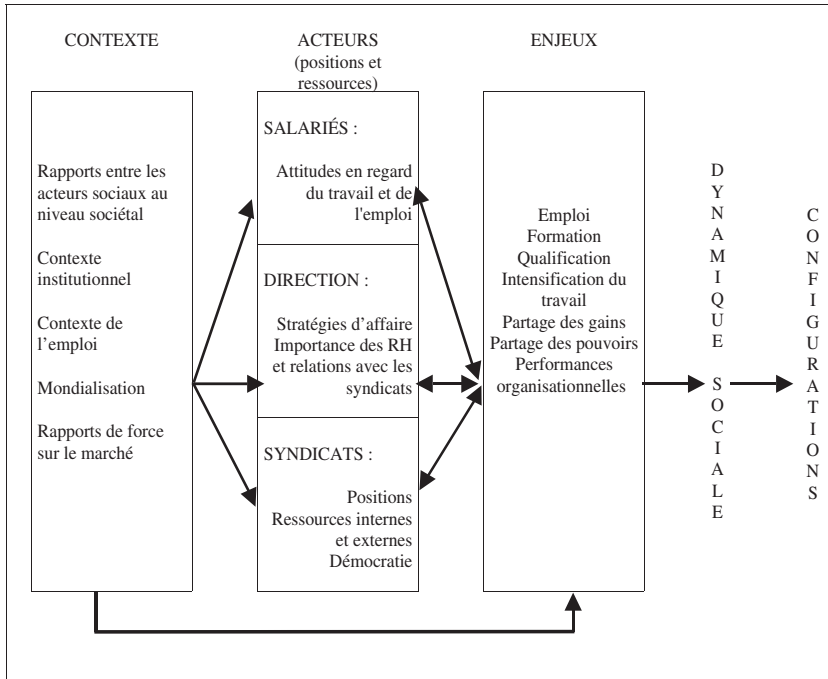 CONTEXTE
Rapports entre les
acteurs sociaux au
niveau sociétal
Contexte
institutionnel
Contexte de
l’emploi
Mondialisation
Rapports de force
sur le marché
ACTEURS
(positions et
ressources)
SALARIÉS :
Attitudes en regard
du travail et de
l'emploi
DIRECTION :
Stratégies d’affaire
Importance des RH
et relations avec les
syndicats
SYNDICATS :
Positions
Ressources internes
et externes
Démocratie
ENJEUX
Emploi
Formation
Qualification
Intensification du
travail
Partage des gains
Partage des pouvoirs
Performances
organisationnelles
DYNAMIQUE SOCIALE
CONFIGURATIONS